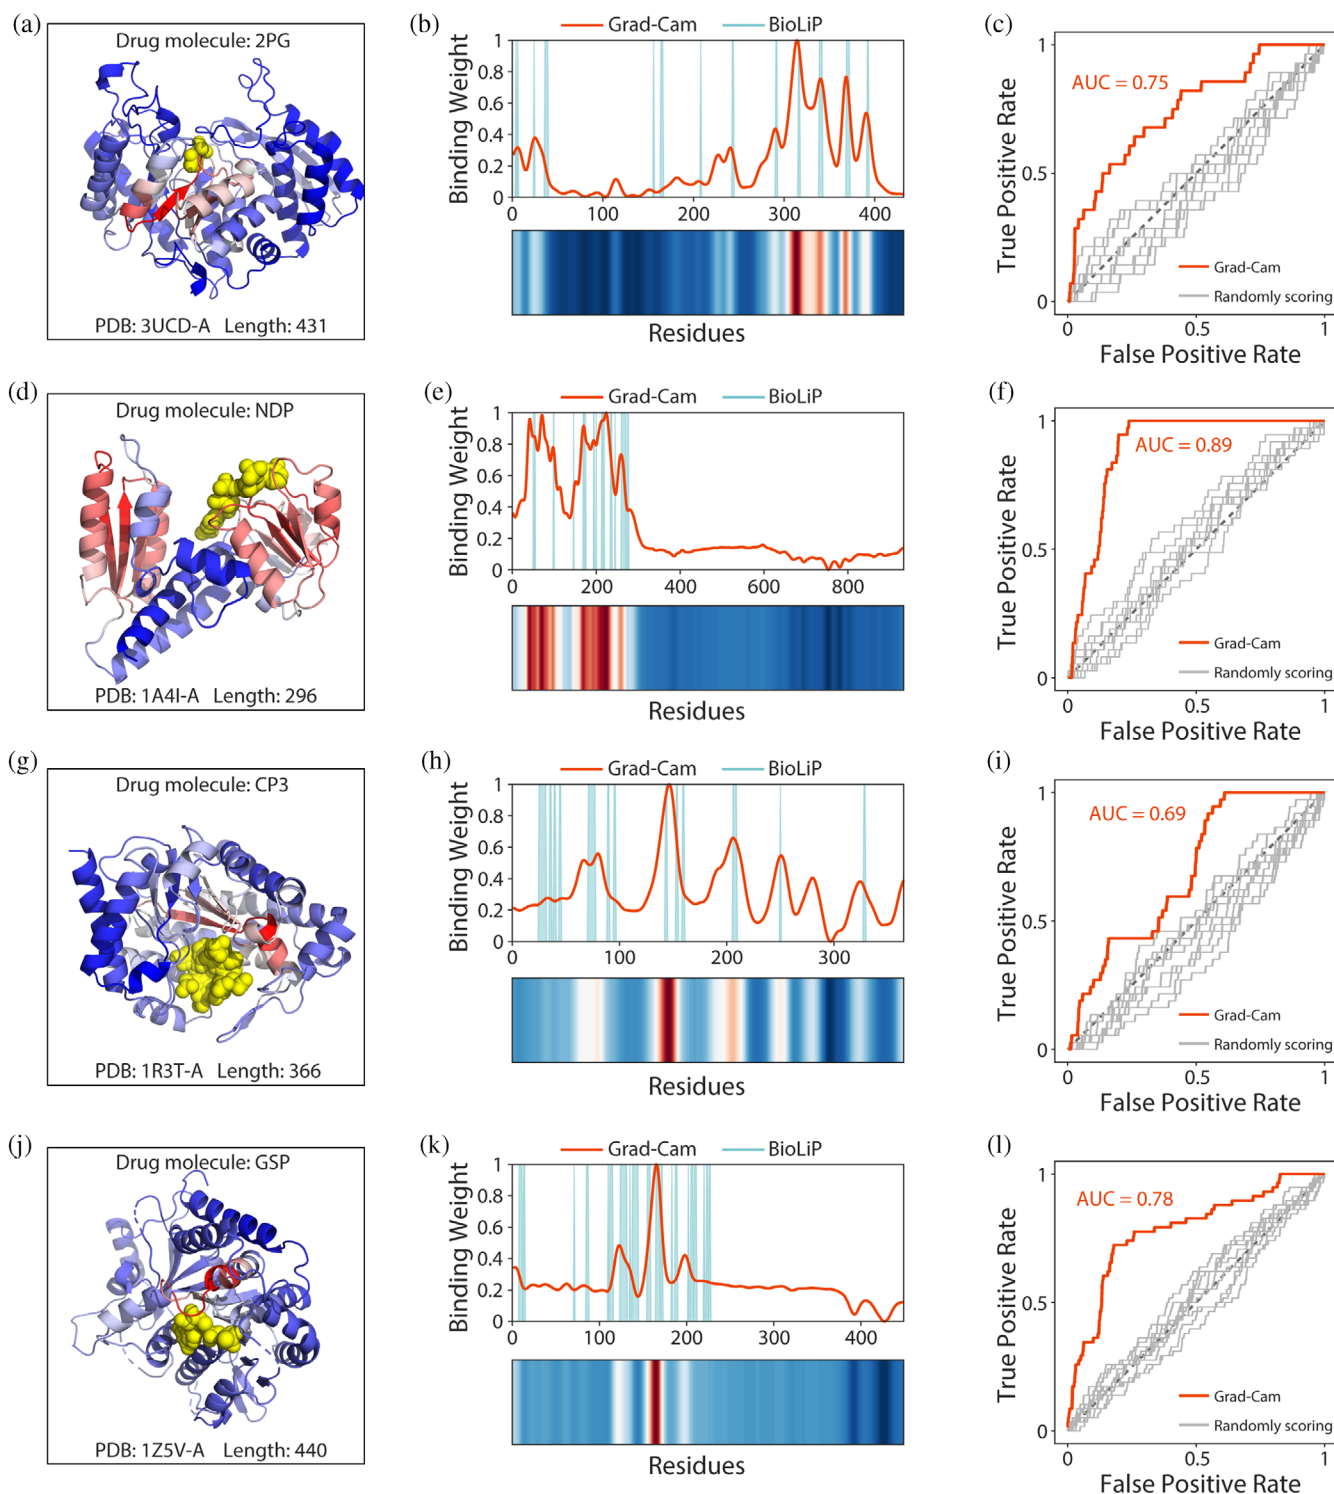 (a)
Drug molecule: 2PG
PDB: 3UCD-A Length: 431
(b)
Grad-Cam BioLiP
Binding Weight
1
0.8
0.6
0.4
0.2
0
0 100 200 300 400
Residues
(c)
True Positive Rate
1
0.5
0
AUC = 0.75
Grad-Cam
Randomly scoring
0 0.5 1
False Positive Rate
(d)
Drug molecule: NDP
PDB: 1A4I-A Length: 296
(e)
Grad-Cam BioLiP
Binding Weight
1
0.8
0.6
0.4
0.2
0
0 200 400 600 800
Residues
(f)
True Positive Rate
1
0.5
0
AUC = 0.89
Grad-Cam
Randomly scoring
0 0.5 1
False Positive Rate
(g)
Drug molecule: CP3
PDB: 1R3T-A Length: 366
(h)
Grad-Cam BioLiP
Binding Weight
1
0.8
0.6
0.4
0.2
0
0 100 200 300
Residues
(i)
True Positive Rate
1
0.5
0
AUC = 0.69
Grad-Cam
Randomly scoring
0 0.5 1
False Positive Rate
(j)
Drug molecule: GSP
PDB: 1Z5V-A Length: 440
(k)
Grad-Cam BioLiP
Binding Weight
1
0.8
0.6
0.4
0.2
0
0 100 200 300 400
Residues
(l)
True Positive Rate
1
0.5
0
AUC = 0.78
Grad-Cam
Randomly scoring
0 0.5 1
False Positive Rate